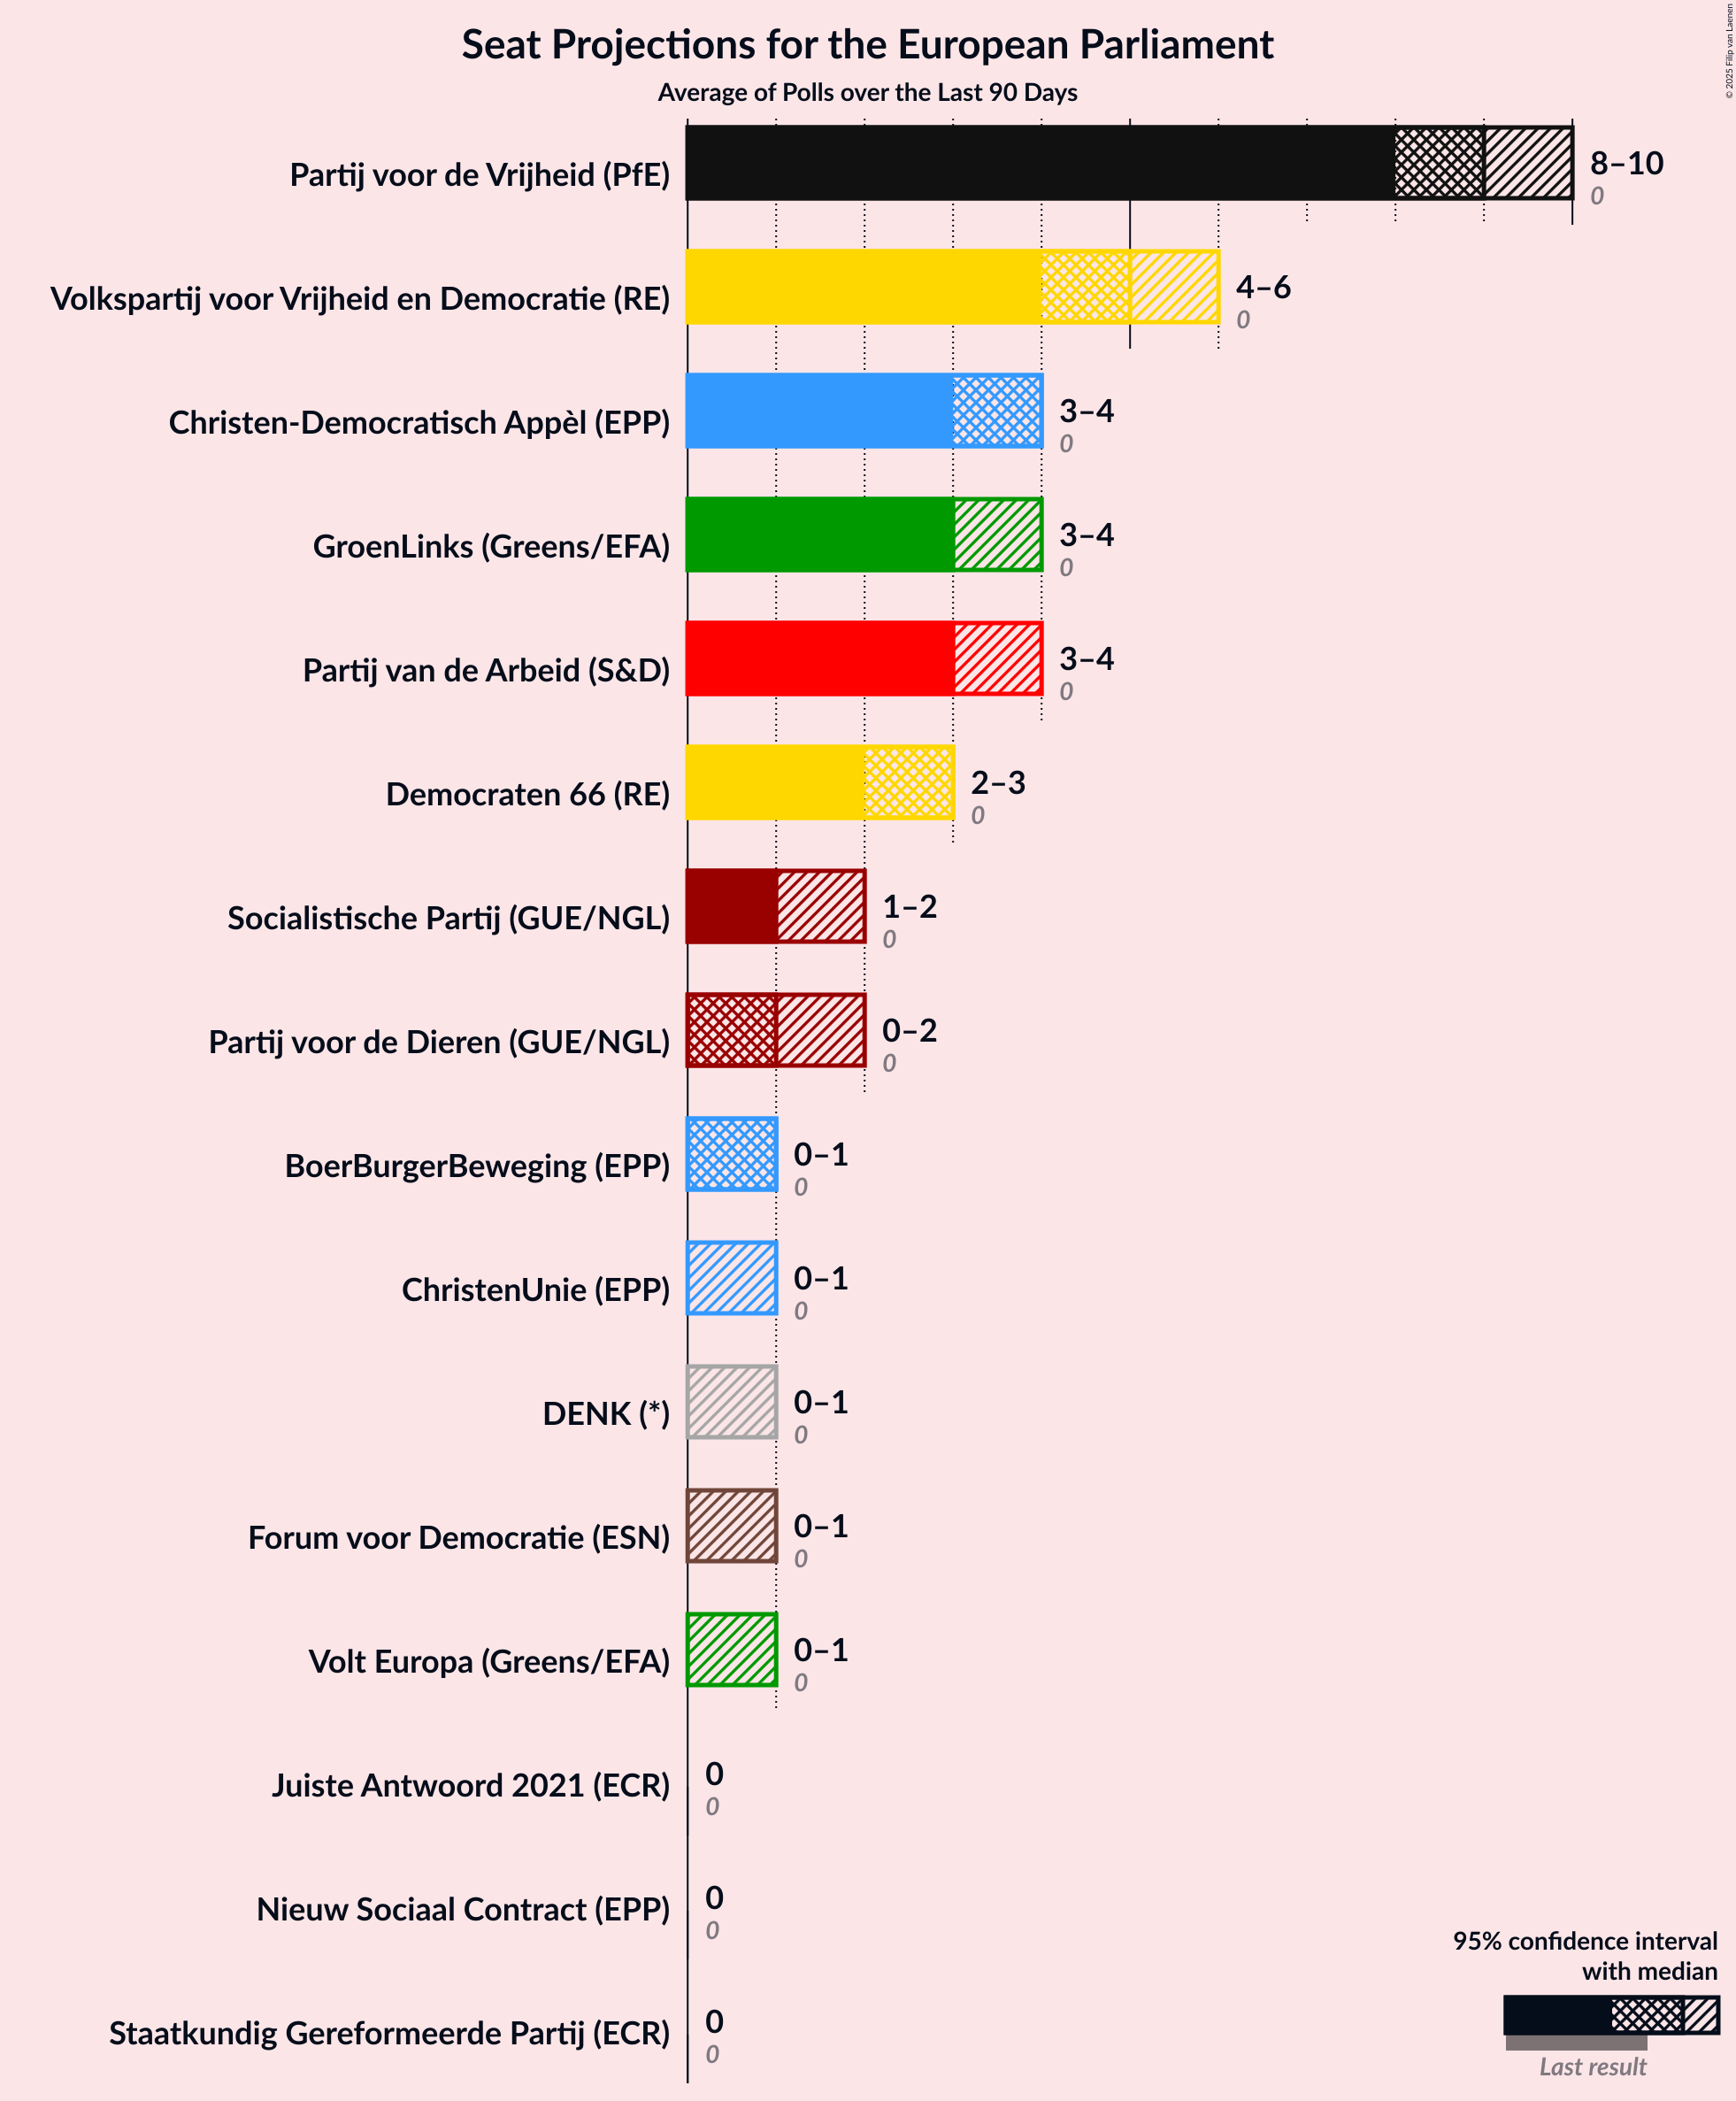 Seat Projections for the European Parliament
Average of Polls over the Last 90 Days
© 2025 Filip van Laenen
Partij voor de Vrijheid (PfE)
8–10
0
Volkspartij voor Vrijheid en Democratie (RE)
4–6
0
Christen-Democratisch Appèl (EPP)
3–4
0
GroenLinks (Greens/EFA)
3–4
0
Partij van de Arbeid (S&D)
3–4
0
Democraten 66 (RE)
2–3
0
Socialistische Partij (GUE/NGL)
1–2
0
Partij voor de Dieren (GUE/NGL)
0–2
0
BoerBurgerBeweging (EPP)
0–1
0
ChristenUnie (EPP)
0–1
0
DENK (*)
0–1
0
Forum voor Democratie (ESN)
0–1
0
Volt Europa (Greens/EFA)
0–1
0
Juiste Antwoord 2021 (ECR)
0
0
Nieuw Sociaal Contract (EPP)
0
0
Staatkundig Gereformeerde Partij (ECR)
0
0
95% confidence interval
with median
Last result